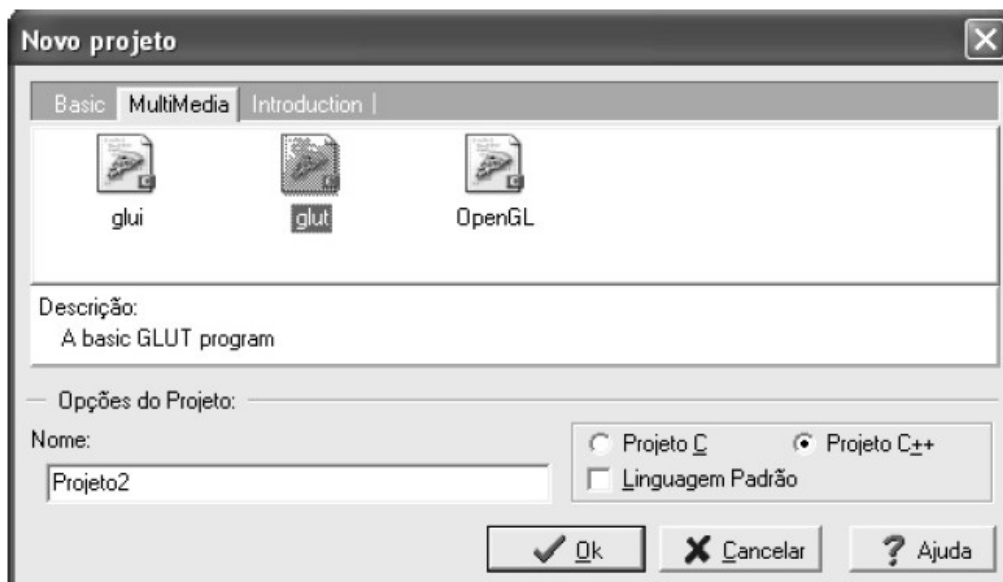 Novo projeto
Basic MultiMedia Introduction
glui glut OpenGL
Descrição:
A basic GLUT program
Opções do Projeto:
Nome:
Projeto2
Projeto C Projeto C++
Linguagem Padrão
Ok Cancelar Ajuda